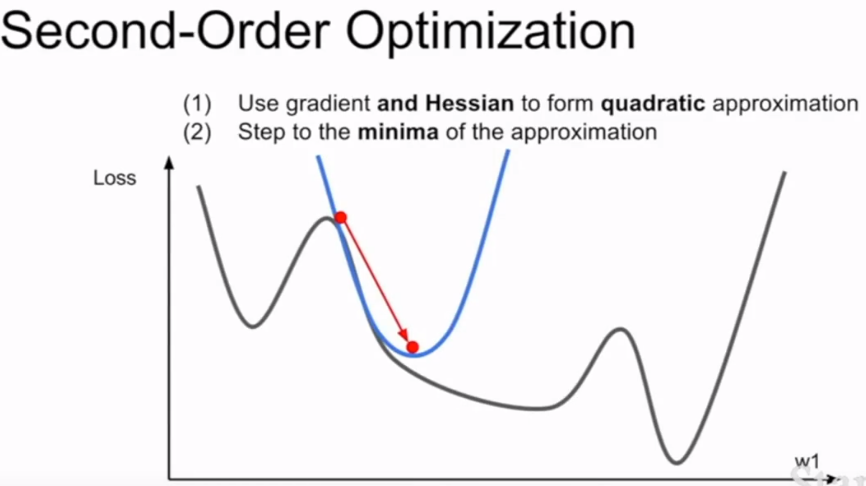 Second-Order Optimization
(1) Use gradient and Hessian to form quadratic approximation
(2) Step to the minima of the approximation
Loss
w1